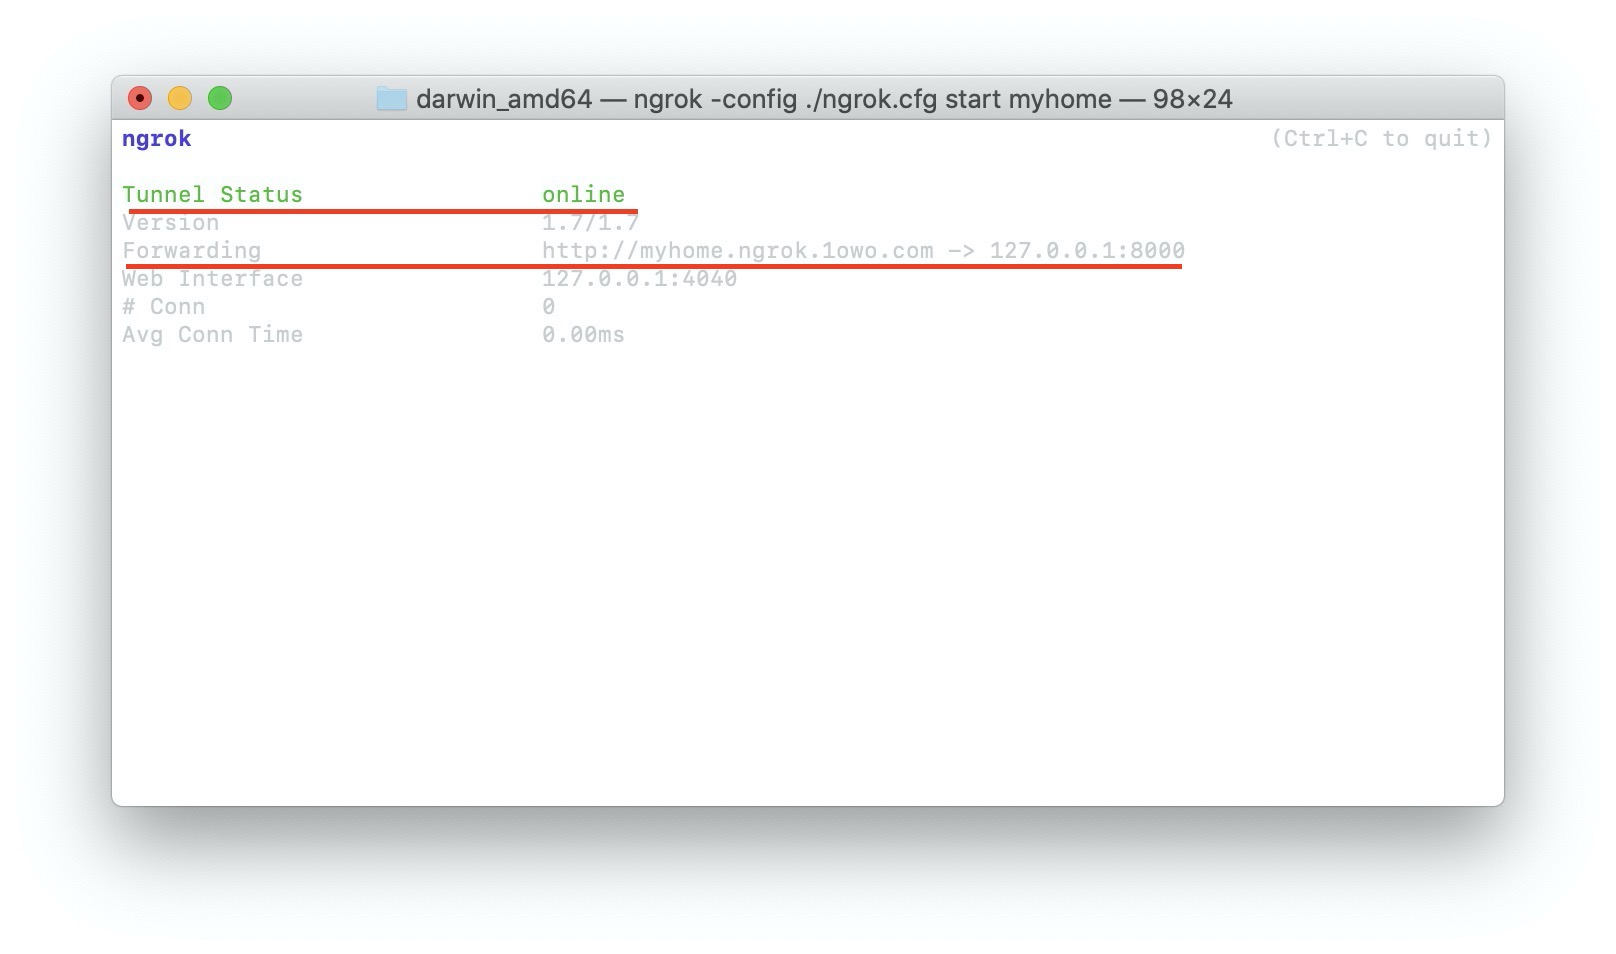 darwin_amd64 — ngrok -config ./ngrok.cfg start myhome — 98×24
ngrok (Ctrl+C to quit)
Tunnel Status online
Version 1.7/1.7
Forwarding http://myhome.ngrok.1owo.com -> 127.0.0.1:8000
Web Interface 127.0.0.1:4040
# Conn 0
Avg Conn Time 0.00ms